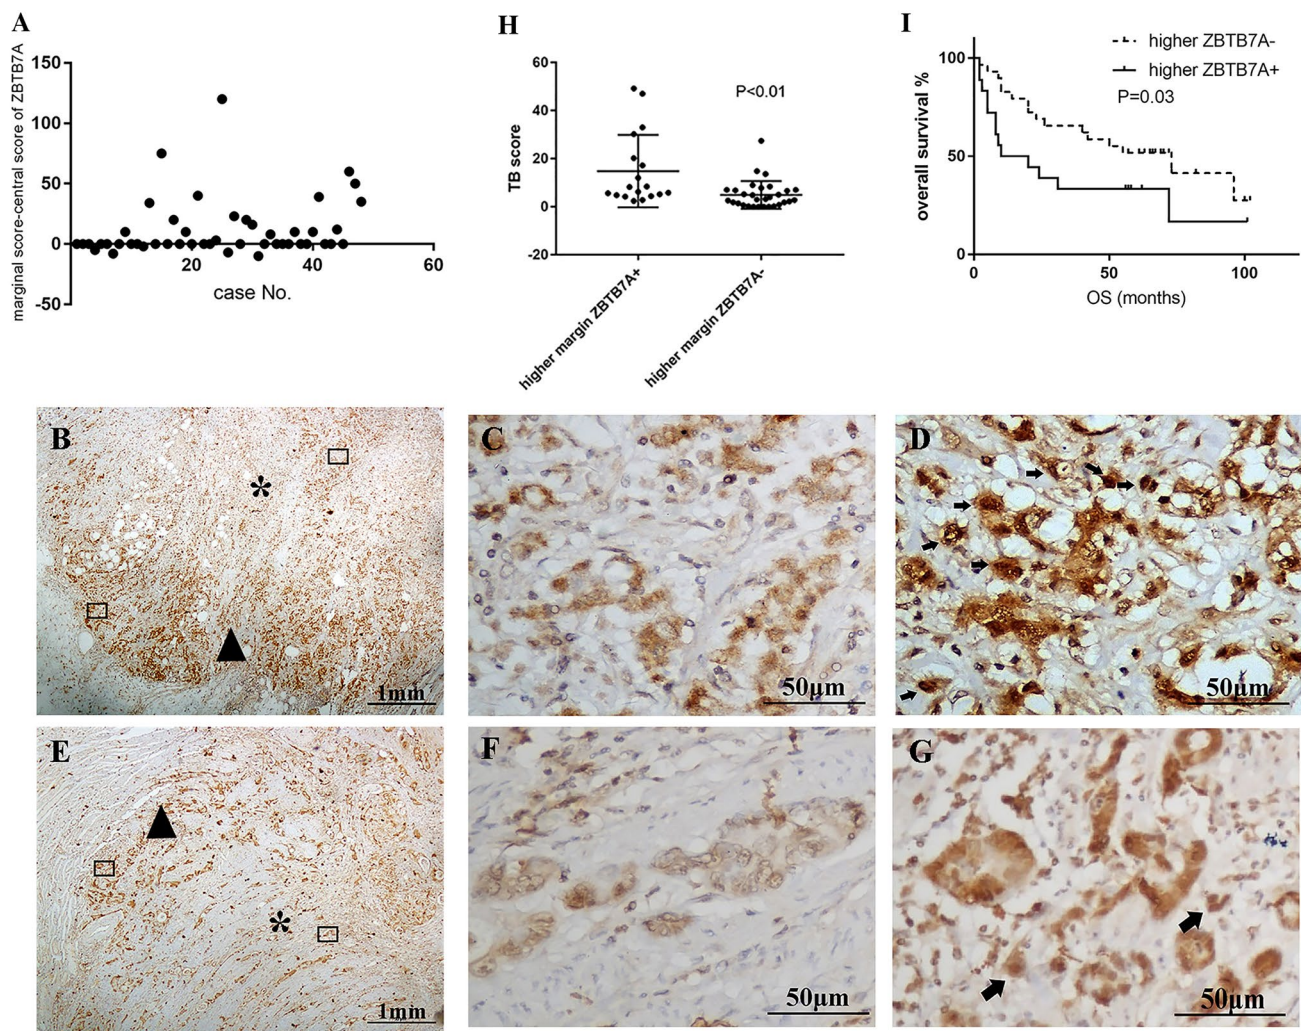 A
marginal score-central score of ZBTB7A
150
100
50
0
-50
20
40
60
case No.
H
TB score
60
40
20
0
-20
P<0.01
higher margin ZBTB7A+
higher margin ZBTB7A-
I
overall survival %
100
50
0
higher ZBTB7A-
higher ZBTB7A+
P=0.03
0
50
100
OS (months)
B
*
1mm
C
50μm
D
50μm
E
*
1mm
F
50μm
G
50μm